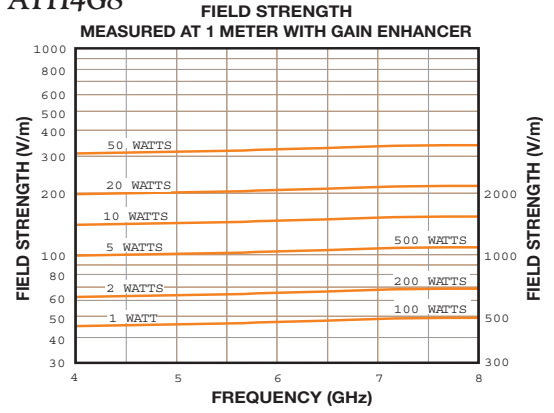 ATH4G8
FIELD STRENGTH
MEASURED AT 1 METER WITH GAIN ENHANCER
FIELD STRENGTH (V/m)
1000
800
600
500
400
300
200
100
80
60
50
40
30
50 WATTS
20 WATTS
10 WATTS
5 WATTS
500 WATTS
2 WATTS
200 WATTS
1 WATT
100 WATTS
2000
1000
500
300
FIELD STRENGTH (V/m)
4 5 6 7 8
FREQUENCY (GHz)